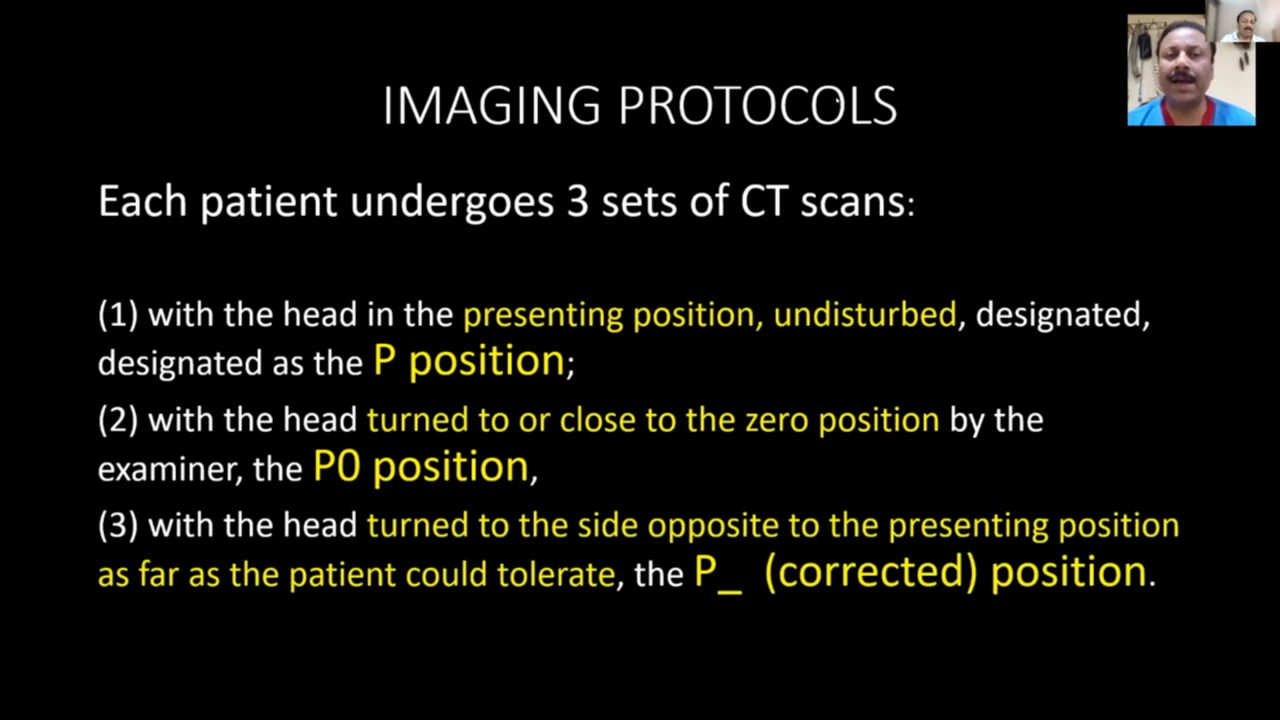 IMAGING PROTOCOLS
Each patient undergoes 3 sets of CT scans:
(1) with the head in the presenting position, undisturbed, designated,
designated as the P position;
(2) with the head turned to or close to the zero position by the
examiner, the P0 position,
(3) with the head turned to the side opposite to the presenting position
as far as the patient could tolerate, the P_ (corrected) position.